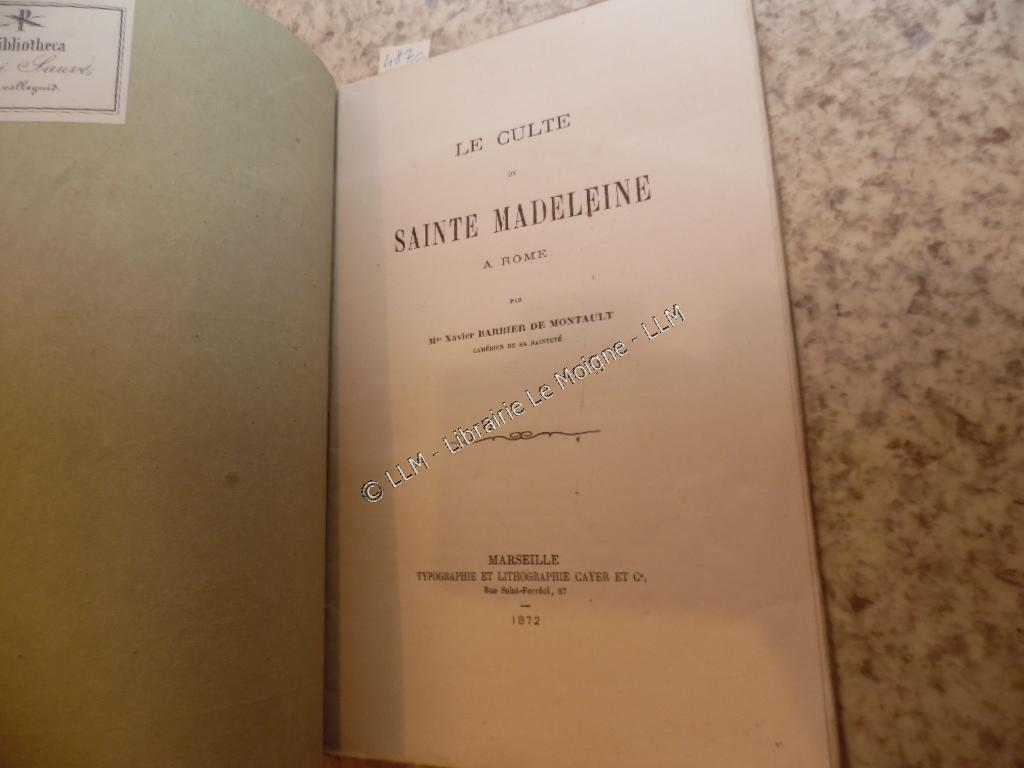 Bibliotheca
Sauvé,
487
LE CULTE
DE
SAINTE MADELEINE
A ROME
PAR
Mgr Xavier BARBIER DE MONTAULT
CAMÉRIER DE SA SAINTETÉ
© LLM - Librairie Le Moigne - LLM
MARSEILLE
TYPOGRAPHIE ET LITHOGRAPHIE CAYER ET Cie.
Rue Saint-Ferréol, 57
1872